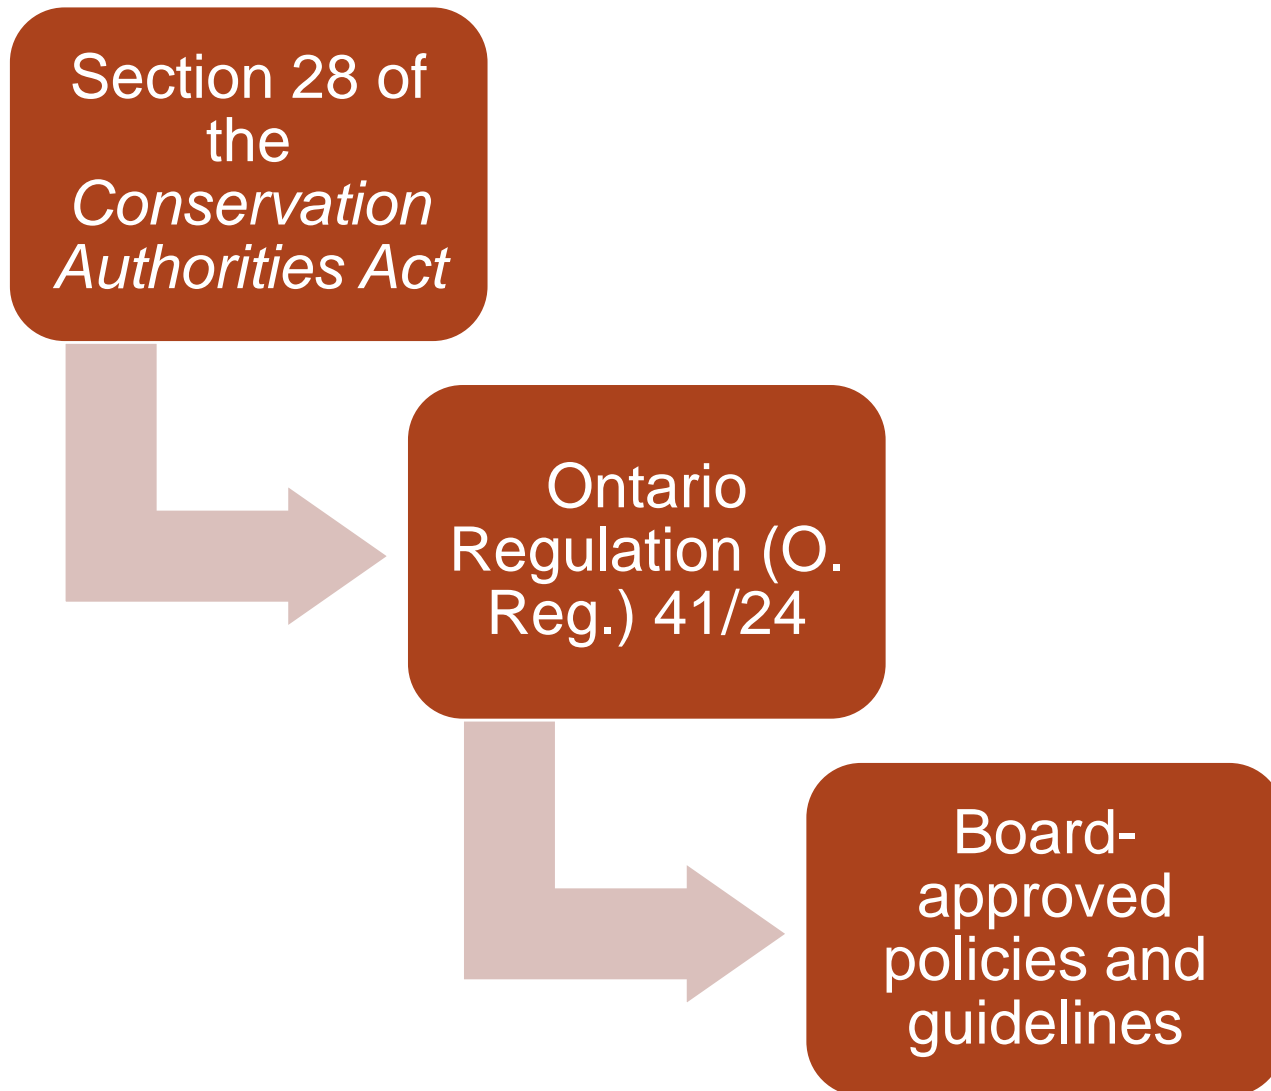 Section 28 of
the
Conservation
Authorities Act
Ontario
Regulation (O.
Reg.) 41/24
Board-
approved
policies and
guidelines